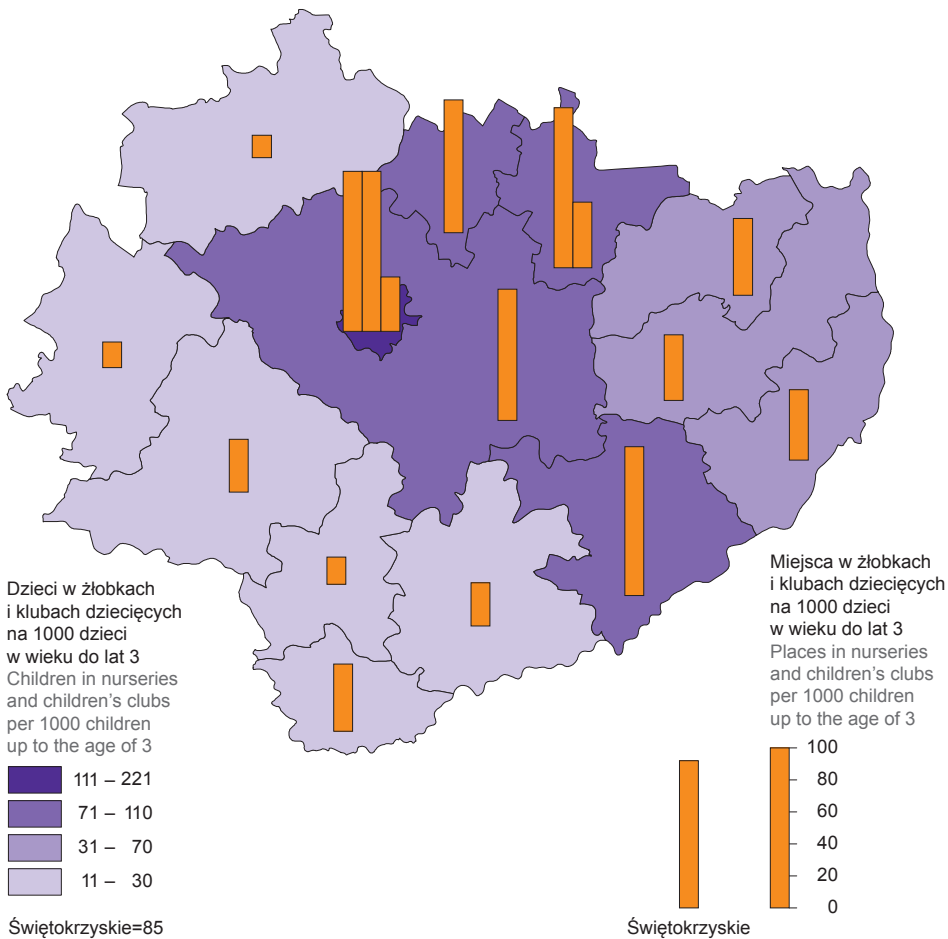 Dzieci w żłobkach
i klubach dziecięcych
na 1000 dzieci
w wieku do lat 3
Children in nurseries
and children's clubs
per 1000 children
up to the age of 3
111 – 221
71 – 110
31 – 70
11 – 30
Świętokrzyskie=85
Miejsca w żłobkach
i klubach dziecięcych
na 1000 dzieci
w wieku do lat 3
Places in nurseries
and children's clubs
per 1000 children
up to the age of 3
100
80
60
40
20
0
Świętokrzyskie